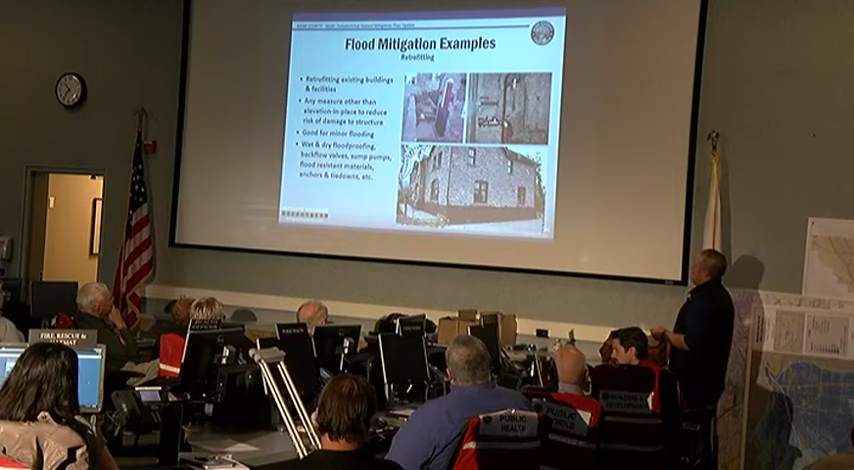 Flood Mitigation Examples
Retrofitting
• Retrofitting existing buildings
& facilities
• Any measure other than
elevation-in-place to reduce
risk of damage to structure
• Good for minor flooding
• Wet & dry floodproofing,
backflow valves, sump pumps,
flood resistant materials,
anchors & tiedowns, etc.
FIRE, RESCUE &
PUBLIC
HEALTH
PUBLIC
WORKS
BUILDING &
DEVELOPMENT